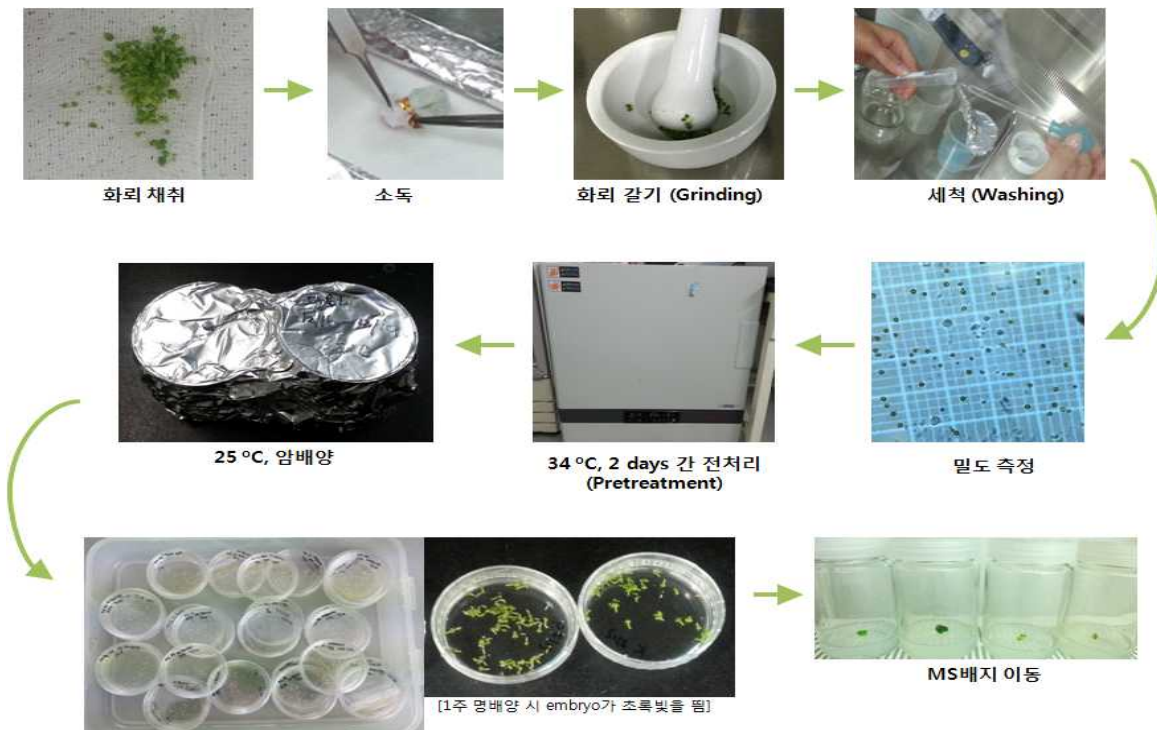 화뢰 채취
소독
화뢰 갈기 (Grinding)
세척 (Washing)
25 ºC, 암배양
34 ºC, 2 days 간 전처리
(Pretreatment)
밀도 측정
[1주 명배양 시 embryo가 초록빛을 띔]
MS배지 이동